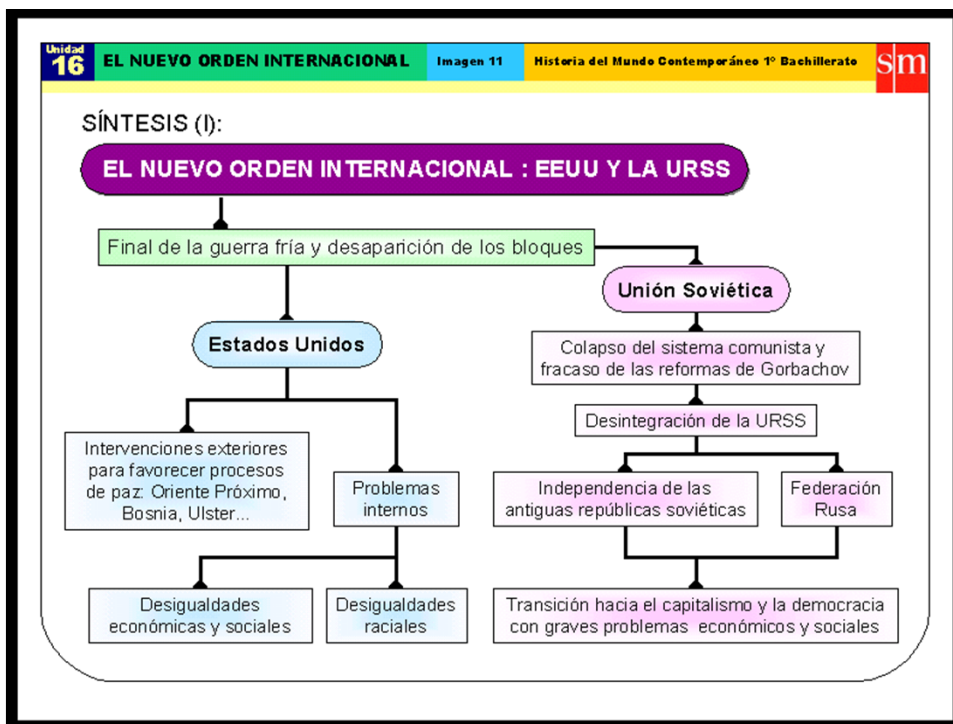 Unidad
16
EL NUEVO ORDEN INTERNACIONAL
Imagen 11
Historia del Mundo Contemporáneo 1º Bachillerato
sm
SÍNTESIS (I):
EL NUEVO ORDEN INTERNACIONAL : EEUU Y LA URSS
Final de la guerra fría y desaparición de los bloques
Estados Unidos
Intervenciones exteriores
para favorecer procesos
de paz: Oriente Próximo,
Bosnia, Ulster...
Problemas
internos
Desigualdades
económicas y sociales
Desigualdades
raciales
Unión Soviética
Colapso del sistema comunista y
fracaso de las reformas de Gorbachov
Desintegración de la URSS
Independencia de las
antiguas repúblicas soviéticas
Federación
Rusa
Transición hacia el capitalismo y la democracia
con graves problemas económicos y sociales